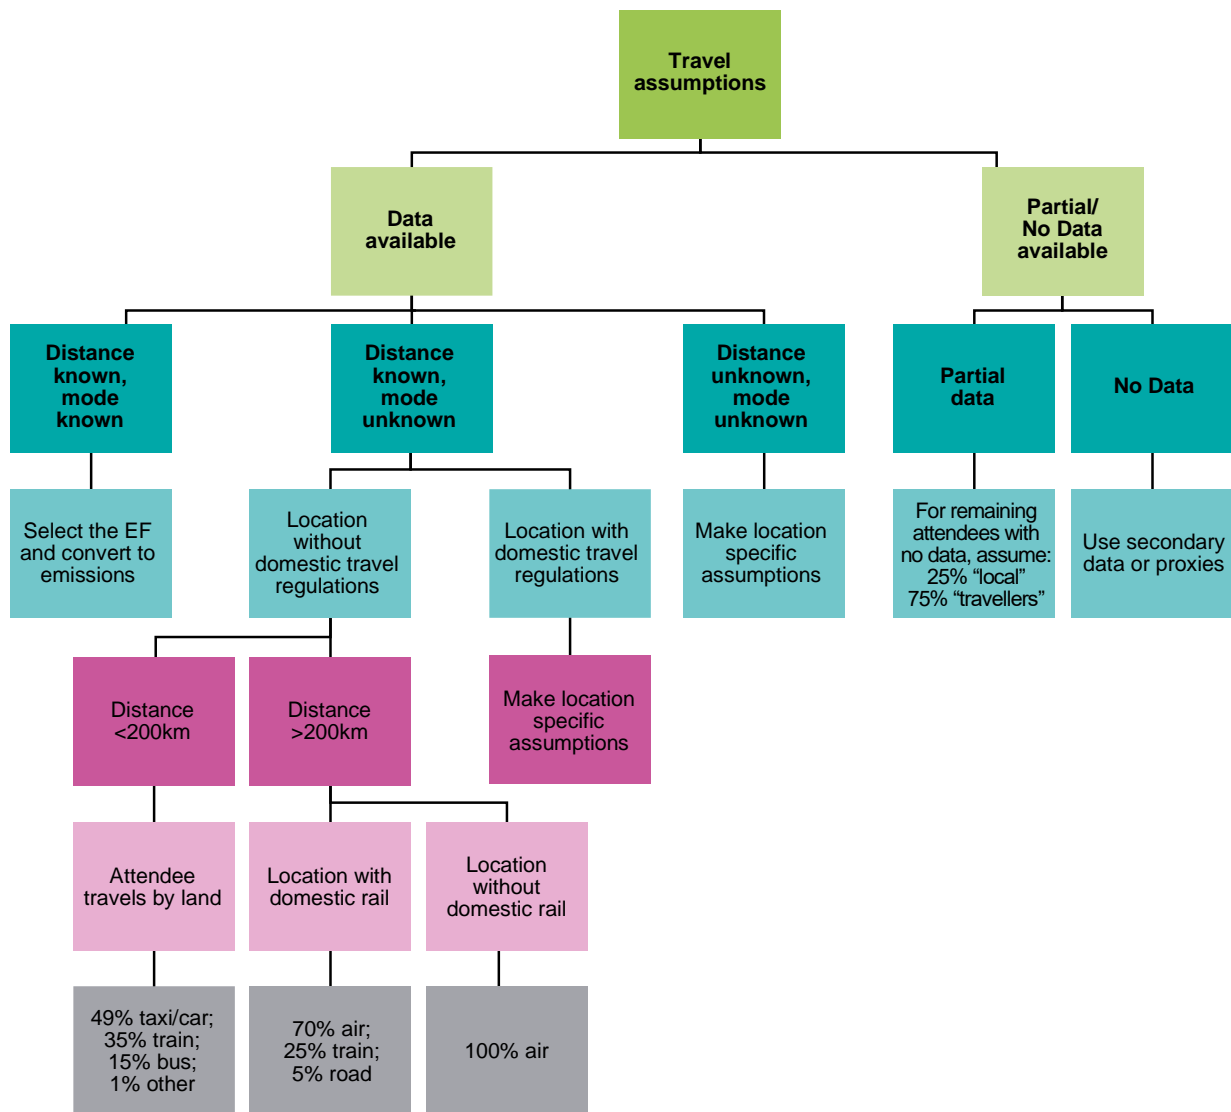 Travel
assumptions
Data
available
Partial/
No Data
available
Distance
known,
mode
known
Distance
known,
mode
unknown
Distance
unknown,
mode
unknown
Partial
data
No Data
Select the EF
and convert to
emissions
Location
without
domestic travel
regulations
Location with
domestic travel
regulations
Make location
specific
assumptions
For remaining
attendees with
no data, assume:
25% “local”
75% “travellers”
Use secondary
data or proxies
Distance
<200km
Distance
>200km
Make location
specific
assumptions
Attendee
travels by land
Location with
domestic rail
Location
without
domestic rail
49% taxi/car;
35% train;
15% bus;
1% other
70% air;
25% train;
5% road
100% air